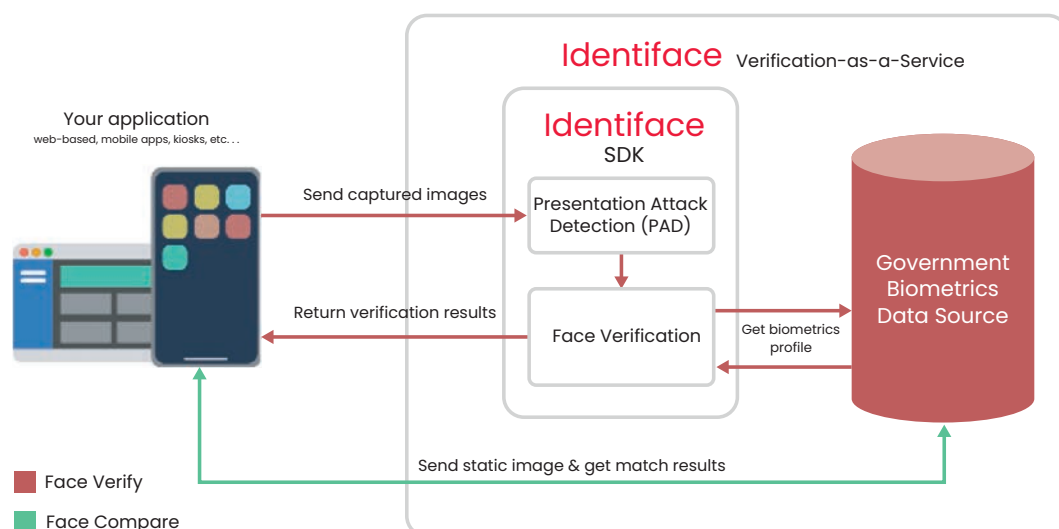 Identiface Verification-as-a-Service
Your application
web-based, mobile apps, kiosks, etc...
Identiface
SDK
Send captured images
Presentation Attack
Detection (PAD)
Government
Biometrics
Data Source
Return verification results
Face Verification
Get biometrics
profile
Send static image & get match results
Face Verify
Face Compare